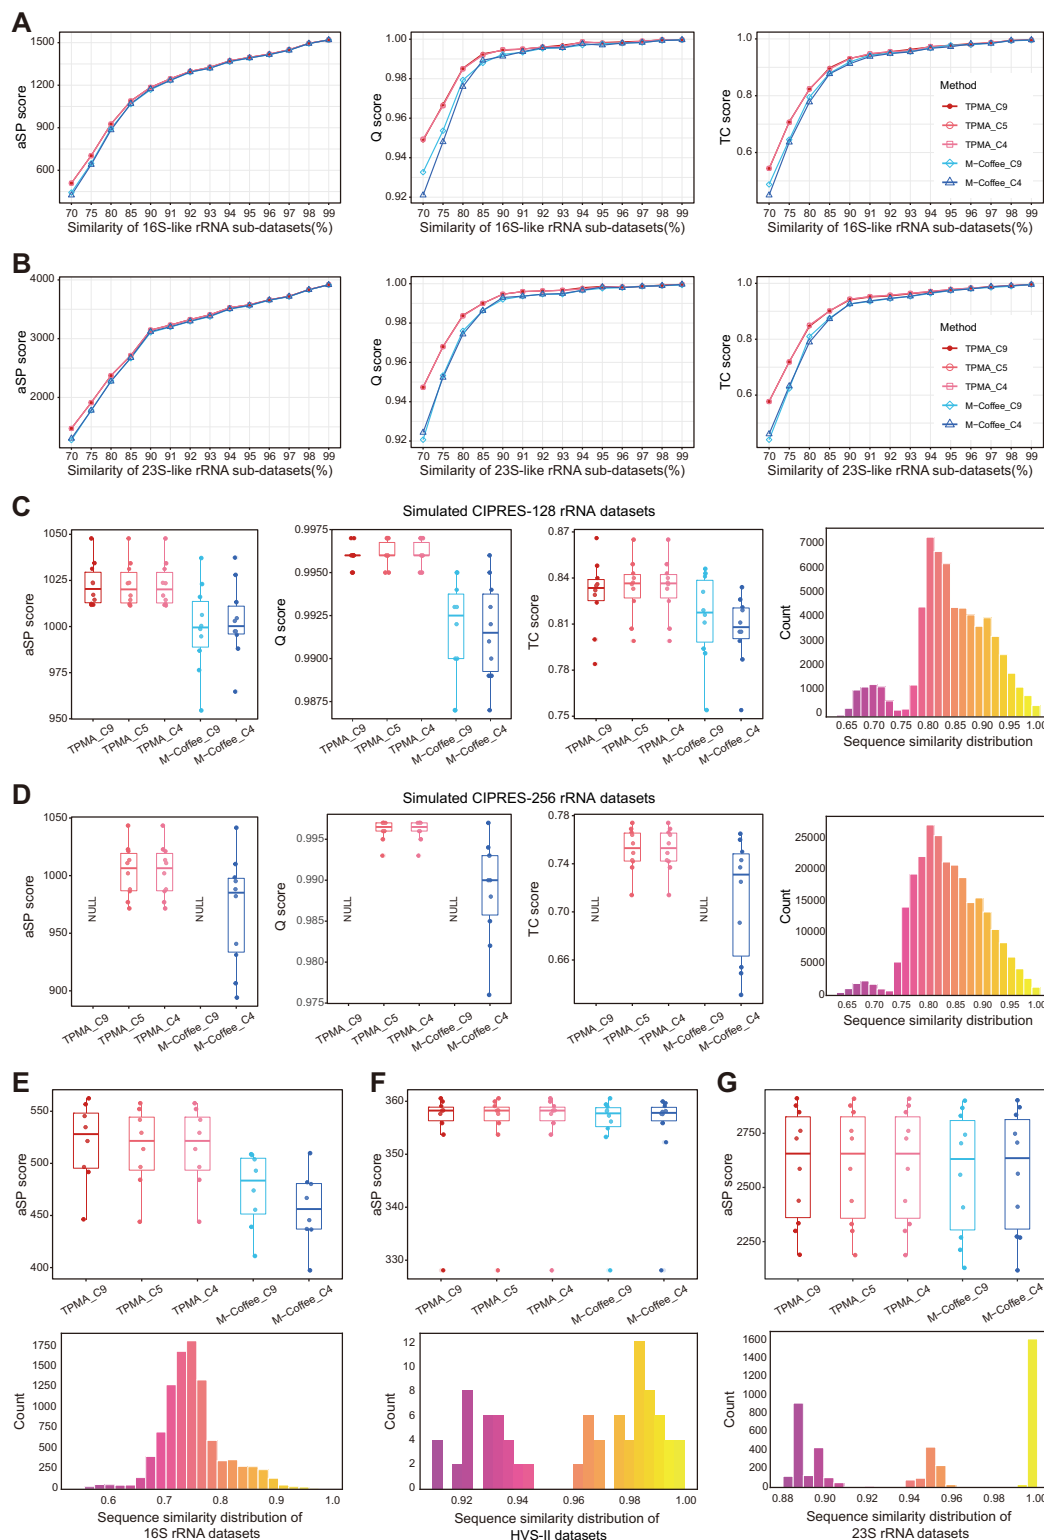 A
aSP score
1500
1200
900
600
70 75 80 85 90 91 92 93 94 95 96 97 98 99
Similarity of 16S-like rRNA sub-datasets(%)
Q score
1.00
0.98
0.96
0.94
0.92
70 75 80 85 90 91 92 93 94 95 96 97 98 99
Similarity of 16S-like rRNA sub-datasets(%)
TC score
1.0
0.8
0.6
Method
TPMA_C9
TPMA_C5
TPMA_C4
M−Coffee_C9
M−Coffee_C4
70 75 80 85 90 91 92 93 94 95 96 97 98 99
Similarity of 16S-like rRNA sub-datasets(%)
B
aSP score
4000
3000
2000
70 75 80 85 90 91 92 93 94 95 96 97 98 99
Similarity of 23S-like rRNA sub-datasets(%)
Q score
1.00
0.98
0.96
0.94
0.92
70 75 80 85 90 91 92 93 94 95 96 97 98 99
Similarity of 23S-like rRNA sub-datasets(%)
TC score
1.0
0.8
0.6
Method
TPMA_C9
TPMA_C5
TPMA_C4
M−Coffee_C9
M−Coffee_C4
70 75 80 85 90 91 92 93 94 95 96 97 98 99
Similarity of 23S-like rRNA sub-datasets(%)
C
Simulated CIPRES-128 rRNA datasets
aSP score
1050
1025
1000
975
950
TPMA_C9 TPMA_C5 TPMA_C4 M−Coffee_C9 M−Coffee_C4
Q score
0.9975
0.9950
0.9925
0.9900
0.9875
TPMA_C9 TPMA_C5 TPMA_C4 M−Coffee_C9 M−Coffee_C4
TC score
0.87
0.84
0.81
0.78
0.75
TPMA_C9 TPMA_C5 TPMA_C4 M−Coffee_C9 M−Coffee_C4
Count
7000
6000
5000
4000
3000
2000
1000
0
0.65 0.70 0.75 0.80 0.85 0.90 0.95 1.00
Sequence similarity distribution
D
Simulated CIPRES-256 rRNA datasets
aSP score
1050
1000
950
900
NULL
NULL
TPMA_C9 TPMA_C5 TPMA_C4 M−Coffee_C9 M−Coffee_C4
Q score
0.995
0.990
0.985
0.980
0.975
NULL
NULL
TPMA_C9 TPMA_C5 TPMA_C4 M−Coffee_C9 M−Coffee_C4
TC score
0.78
0.74
0.70
0.66
NULL
NULL
TPMA_C9 TPMA_C5 TPMA_C4 M−Coffee_C9 M−Coffee_C4
Count
25000
20000
15000
10000
5000
0
0.65 0.70 0.75 0.80 0.85 0.90 0.95 1.00
Sequence similarity distribution
E
aSP score
550
500
450
400
TPMA_C9 TPMA_C5 TPMA_C4 M−Coffee_C9 M−Coffee_C4
Count
1750
1500
1250
1000
750
500
250
0
0.6 0.7 0.8 0.9 1.0
Sequence similarity distribution of
16S rRNA datasets
F
aSP score
360
350
340
330
TPMA_C9 TPMA_C5 TPMA_C4 M−Coffee_C9 M−Coffee_C4
Count
12
10
8
6
4
2
0
0.92 0.94 0.96 0.98 1.00
Sequence similarity distribution of
HVS-II datasets
G
aSP score
2750
2500
2250
TPMA_C9 TPMA_C5 TPMA_C4 M−Coffee_C9 M−Coffee_C4
Count
1600
1400
1200
1000
800
600
400
200
0
0.88 0.90 0.92 0.94 0.96 0.98 1.00
Sequence similarity distribution of
23S rRNA datasets